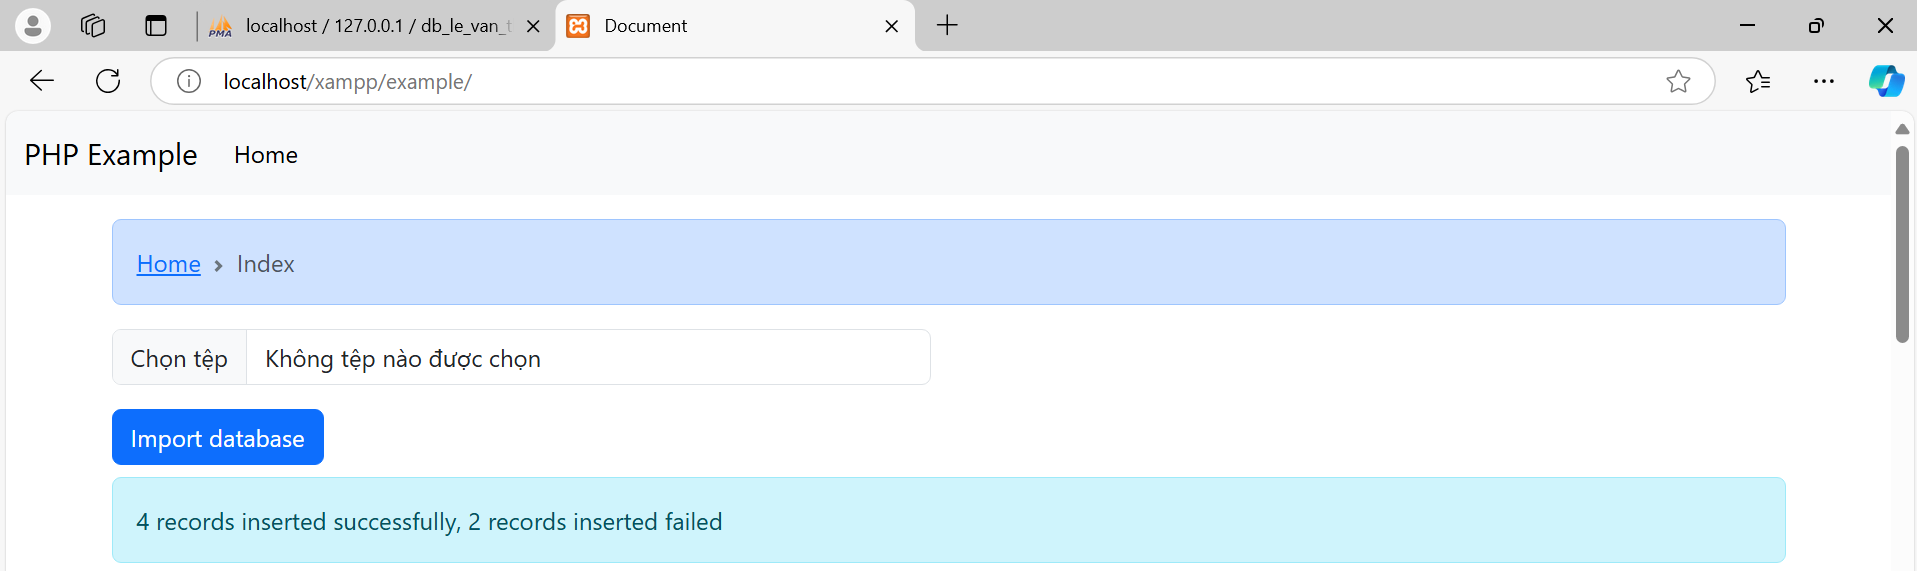 PMA localhost / 127.0.0.1 / db_le_van_t
Document
localhost/xampp/example/
PHP Example Home
Home > Index
Chọn tệp Không tệp nào được chọn
Import database
4 records inserted successfully, 2 records inserted failed